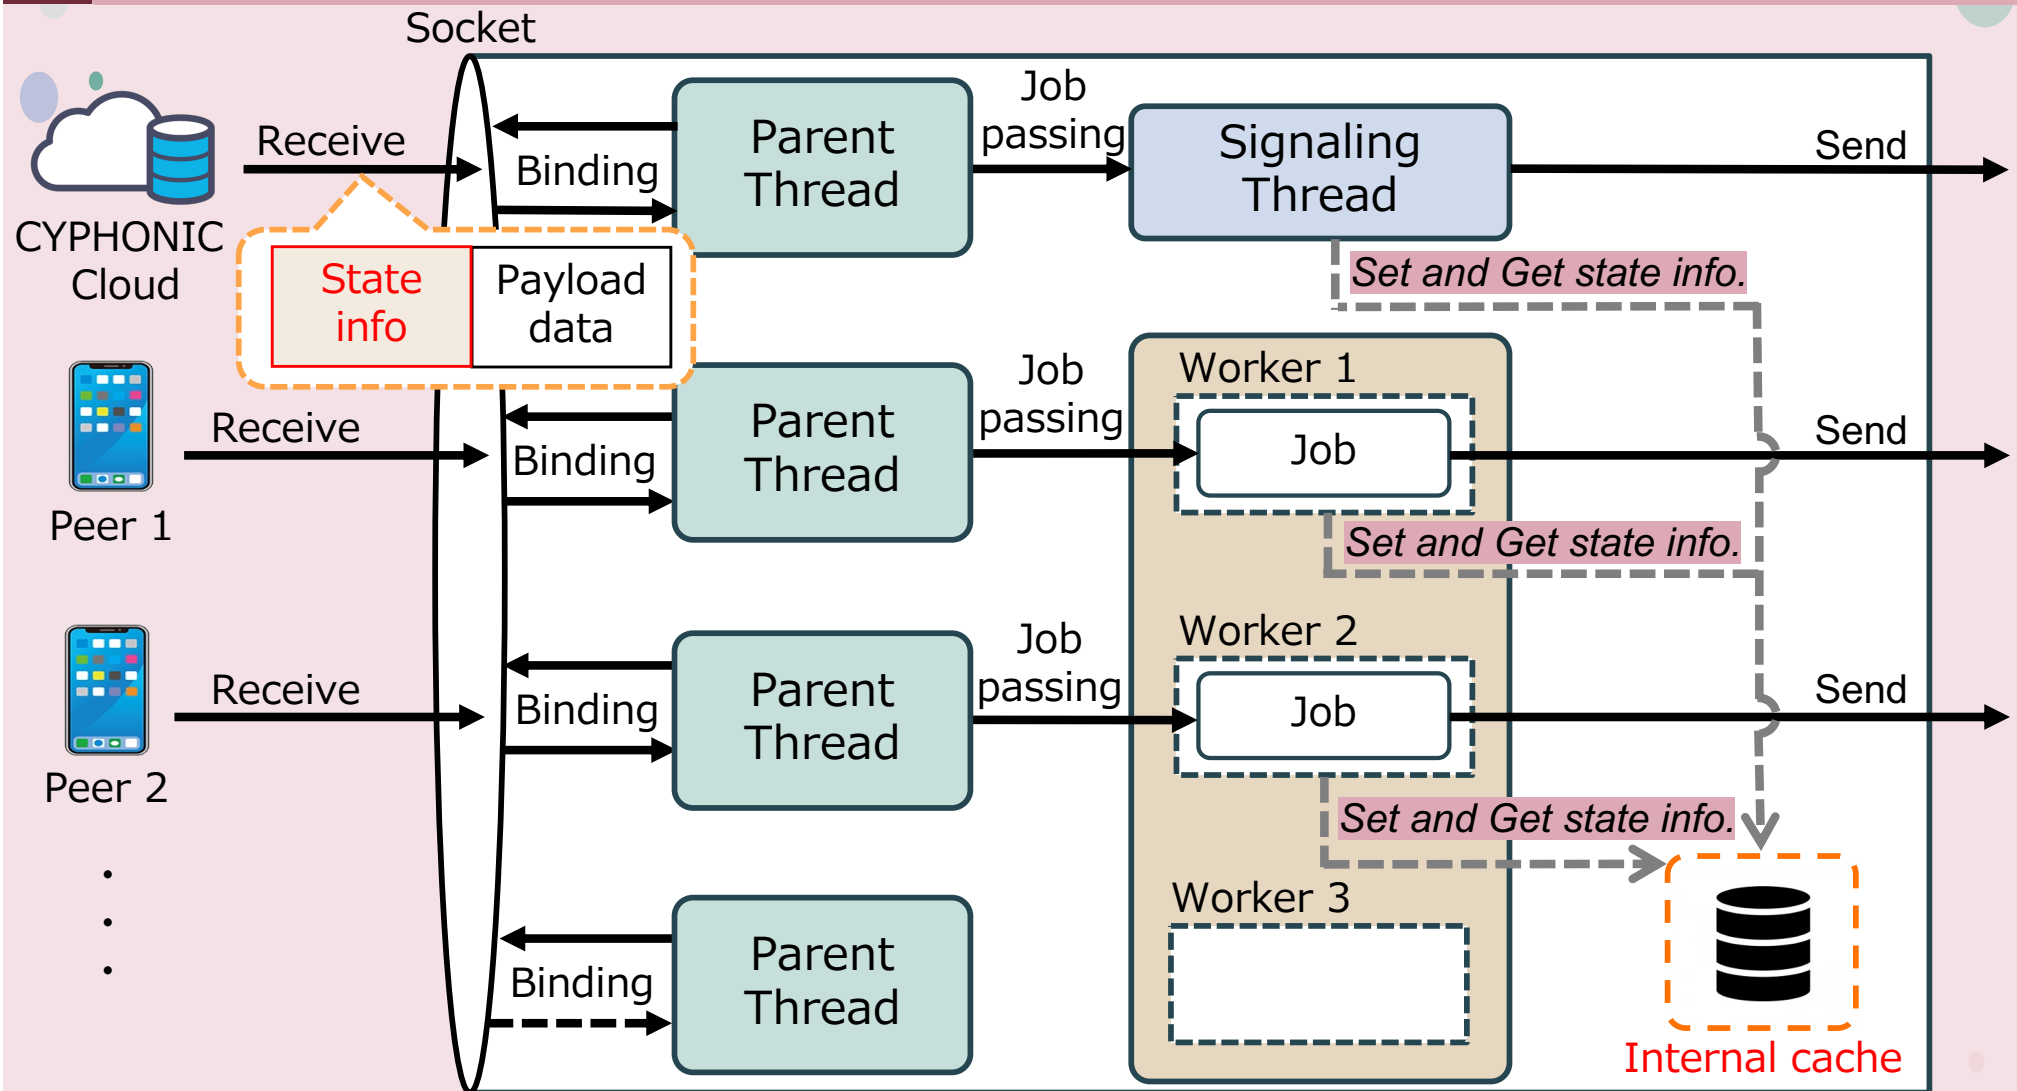 Socket
CYPHONIC
Cloud
Receive
Binding
Parent
Thread
Job
passing
Signaling
Thread
Send
State
info
Payload
data
Set and Get state info.
Peer 1
Receive
Binding
Parent
Thread
Job
passing
Worker 1
Job
Send
Set and Get state info.
Peer 2
Receive
Binding
Parent
Thread
Job
passing
Worker 2
Job
Send
Set and Get state info.
Binding
Parent
Thread
Worker 3
Internal cache